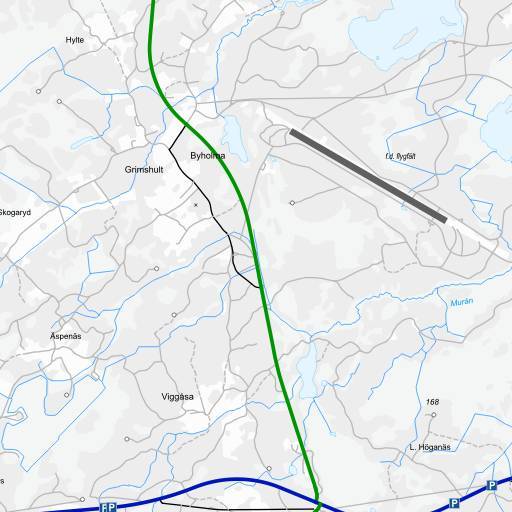 Hylte
f.d. flygfält
Byholma
Grimshult
Skogaryd
Murån
Äspenäs
Viggåsa
168
L. Höganäs
s
P
P
F P